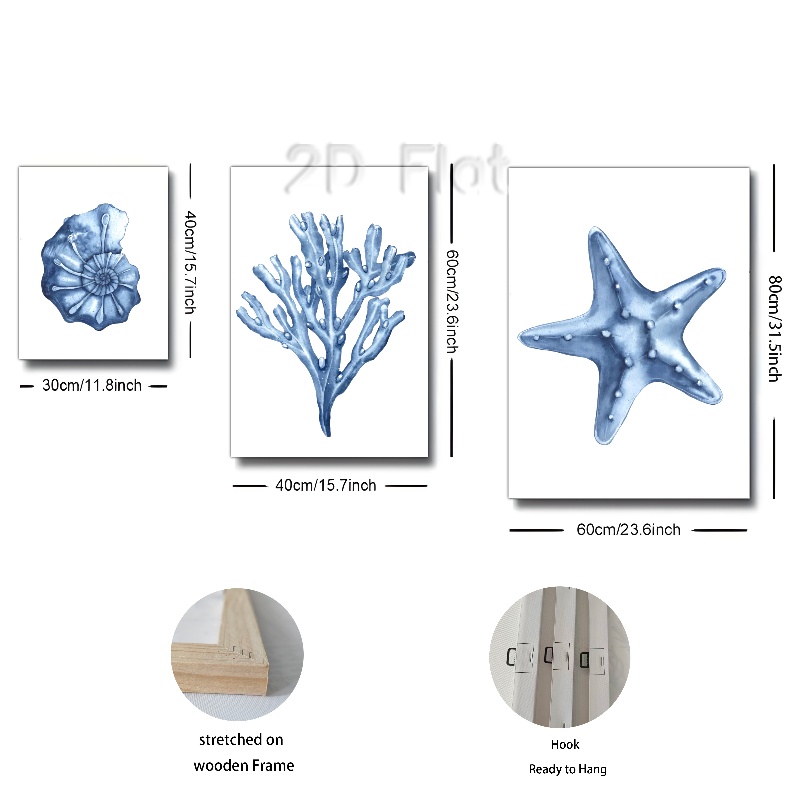 2D Flat
40cm/15.7inch
30cm/11.8inch
60cm/23.6inch
40cm/15.7inch
80cm/31.5inch
60cm/23.6inch
stretched on
wooden Frame
Hook
Ready to Hang